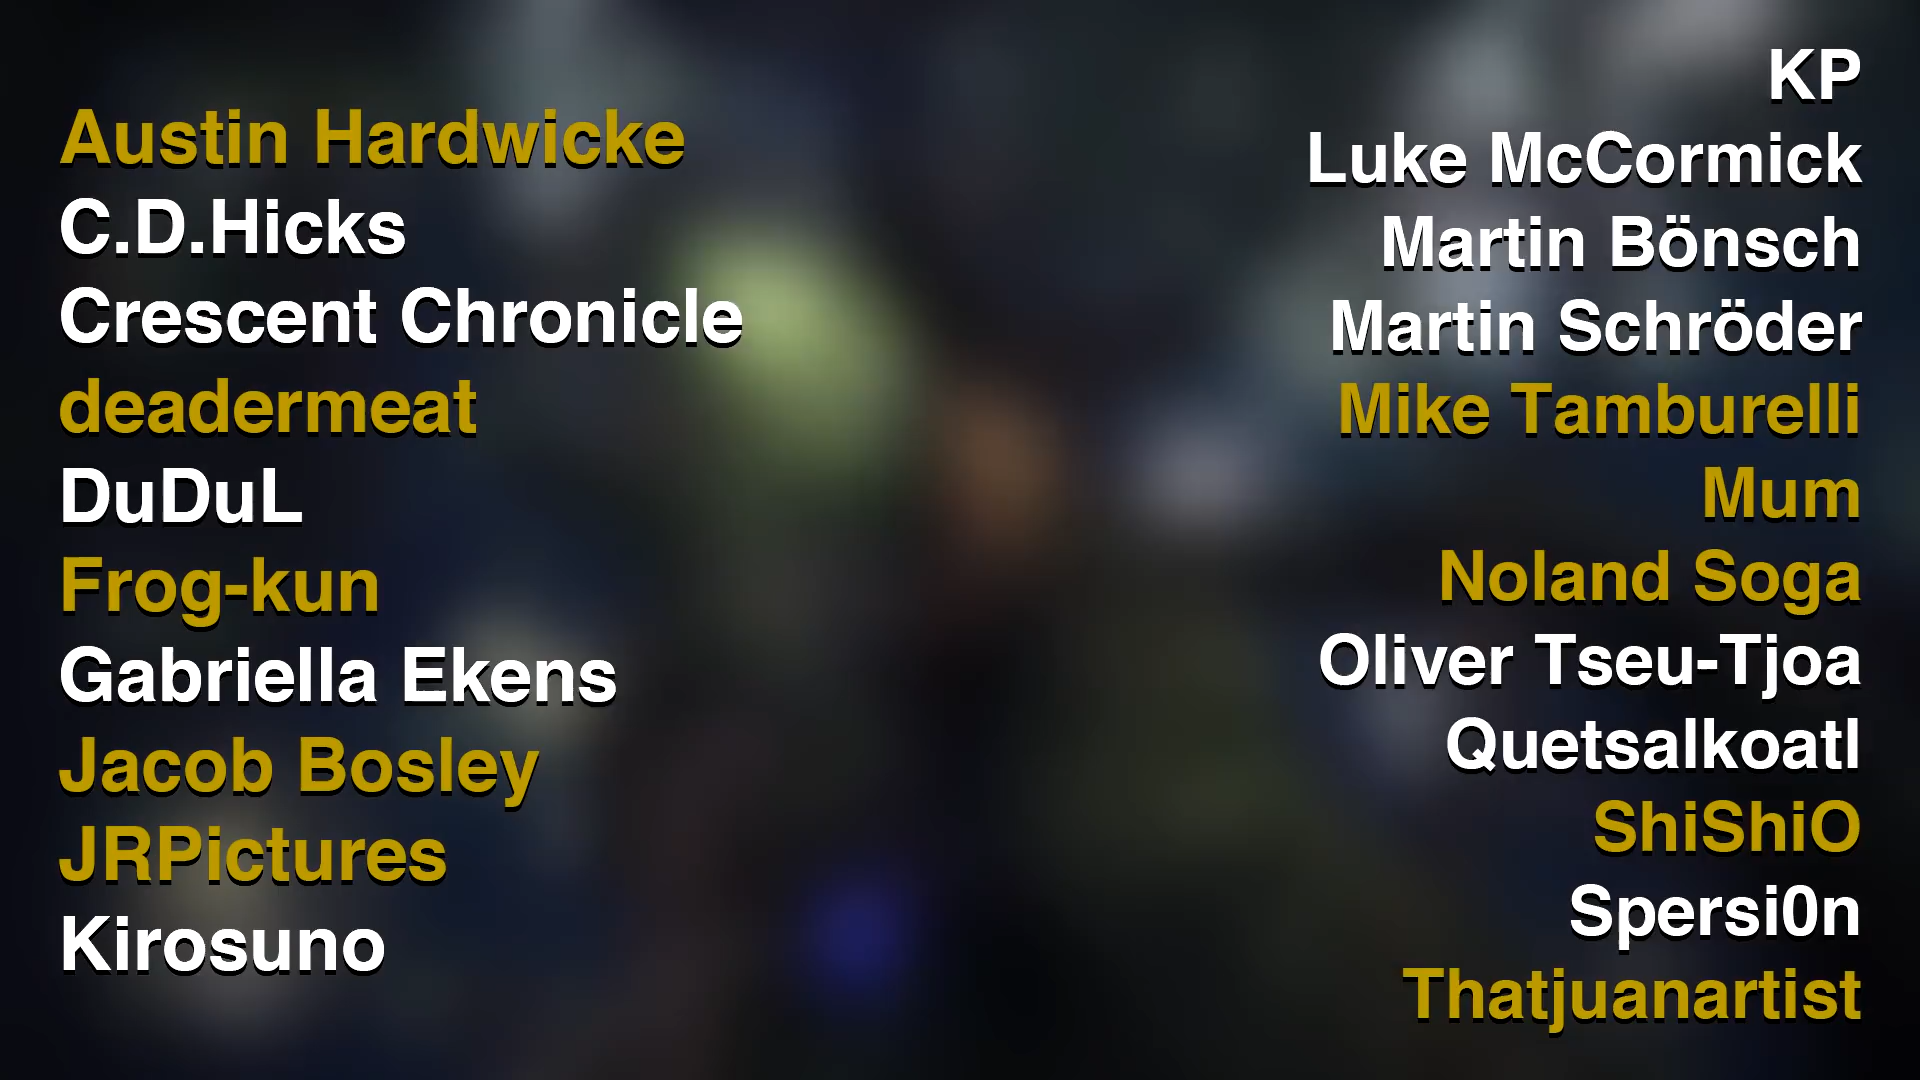 Austin Hardwicke
C.D.Hicks
Crescent Chronicle
deadermeat
DuDuL
Frog-kun
Gabriella Ekens
Jacob Bosley
JRPictures
Kirosuno
KP
Luke McCormick
Martin Bönsch
Martin Schröder
Mike Tamburelli
Mum
Noland Soga
Oliver Tseu-Tjoa
Quetsalkoatl
ShiShiO
Spersi0n
Thatjuanartist